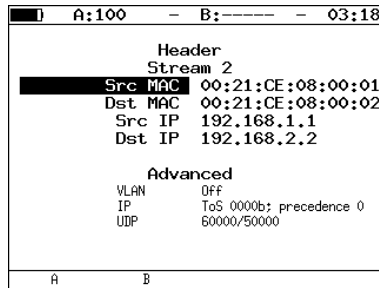 A:100 – B:----- – 03:18
Header
Stream 2
Src MAC 00:21:CE:08:00:01
Dst MAC 00:21:CE:08:00:02
Src IP 192.168.1.1
Dst IP 192.168.2.2
Advanced
VLAN Off
IP ToS 0000b; precedence 0
UDP 60000/50000
A B